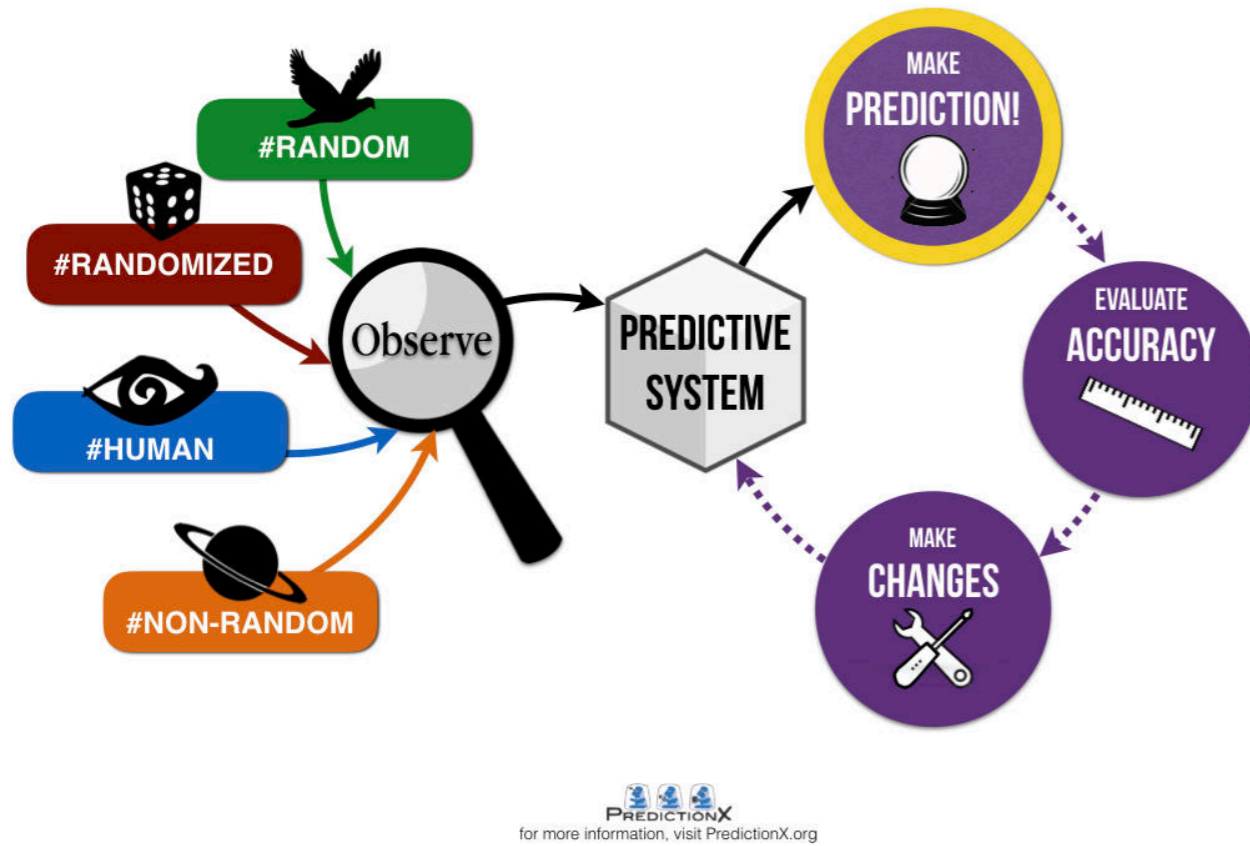 #RANDOM
#RANDOMIZED
#HUMAN
#NON-RANDOM
Observe
PREDICTIVE
SYSTEM
MAKE
PREDICTION!
EVALUATE
ACCURACY
MAKE
CHANGES
PREDICTIONX
for more information, visit PredictionX.org